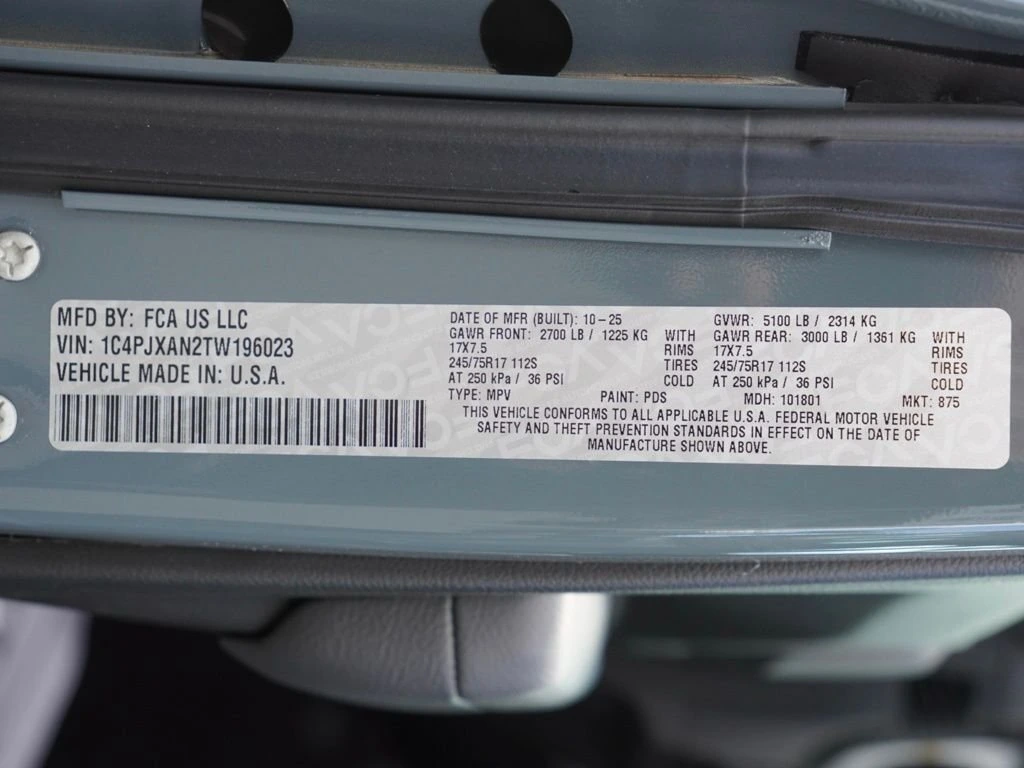 MFD BY: FCA US LLC
VIN: 1C4PJXAN2TW196023
VEHICLE MADE IN: U.S.A.
DATE OF MFR (BUILT): 10-25 GVWR: 5100 LB / 2314 KG
GAWR FRONT: 2700 LB / 1225 KG WITH GAWR REAR: 3000 LB / 1361 KG WITH
17X7.5 RIMS 17X7.5 RIMS
245/75R17 112S TIRES 245/75R17 112S TIRES
AT 250 kPa / 36 PSI COLD AT 250 kPa / 36 PSI COLD
TYPE: MPV PAINT: PDS MDH: 101801 MKT: 875
THIS VEHICLE CONFORMS TO ALL APPLICABLE U.S.A. FEDERAL MOTOR VEHICLE
SAFETY AND THEFT PREVENTION STANDARDS IN EFFECT ON THE DATE OF
MANUFACTURE SHOWN ABOVE.